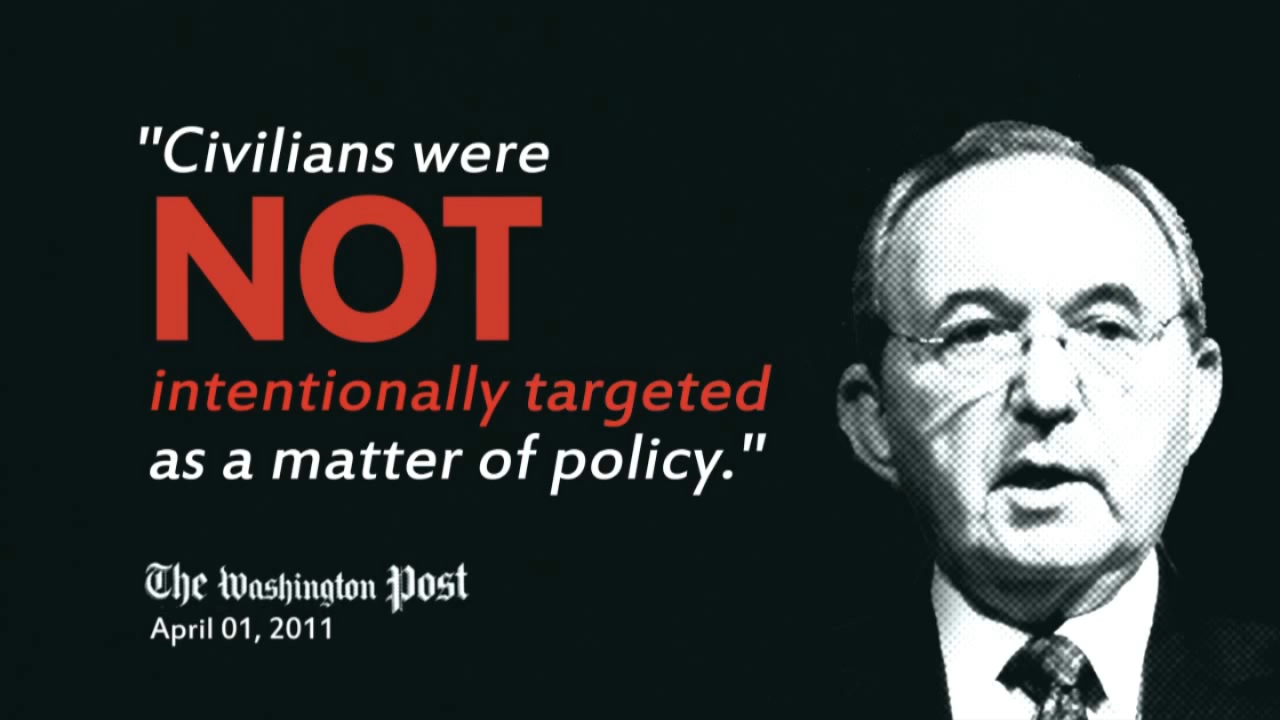 "Civilians were
NOT
intentionally targeted
as a matter of policy."
The Washington Post
April 01, 2011